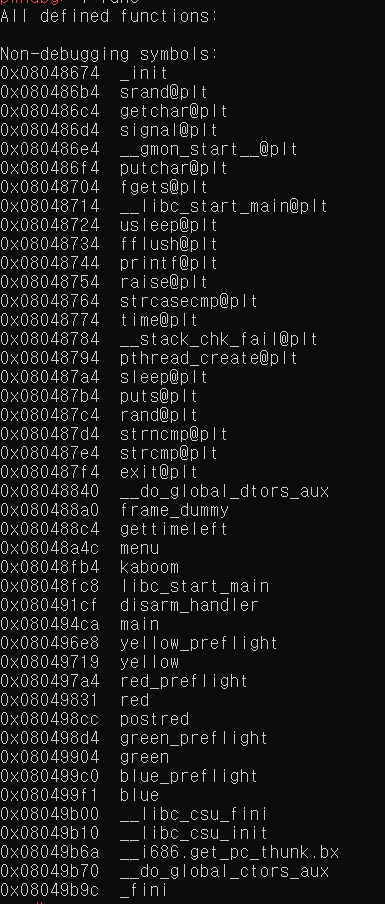 All defined functions:
Non-debugging symbols:
0x08048674 _init
0x080486b4 srand@plt
0x080486c4 getchar@plt
0x080486d4 signal@plt
0x080486e4 __gmon_start__@plt
0x080486f4 putchar@plt
0x08048704 fgets@plt
0x08048714 __libc_start_main@plt
0x08048724 usleep@plt
0x08048734 fflush@plt
0x08048744 printf@plt
0x08048754 raise@plt
0x08048764 strcasecmp@plt
0x08048774 time@plt
0x08048784 __stack_chk_fail@plt
0x08048794 pthread_create@plt
0x080487a4 sleep@plt
0x080487b4 puts@plt
0x080487c4 rand@plt
0x080487d4 strncmp@plt
0x080487e4 strcmp@plt
0x080487f4 exit@plt
0x08048840 __do_global_dtors_aux
0x080488a0 frame_dummy
0x080488c4 gettimeleft
0x08048a4c menu
0x08048fb4 kaboom
0x08048fc8 libc_start_main
0x080491cf disarm_handler
0x080494ca main
0x080496e8 yellow_preflight
0x08049719 yellow
0x080497a4 red_preflight
0x08049831 red
0x080498cc postred
0x080498d4 green_preflight
0x08049904 green
0x080499c0 blue_preflight
0x080499f1 blue
0x08049b00 __libc_csu_fini
0x08049b10 __libc_csu_init
0x08049b6a __i686.get_pc_thunk.bx
0x08049b70 __do_global_ctors_aux
0x08049b9c _fini